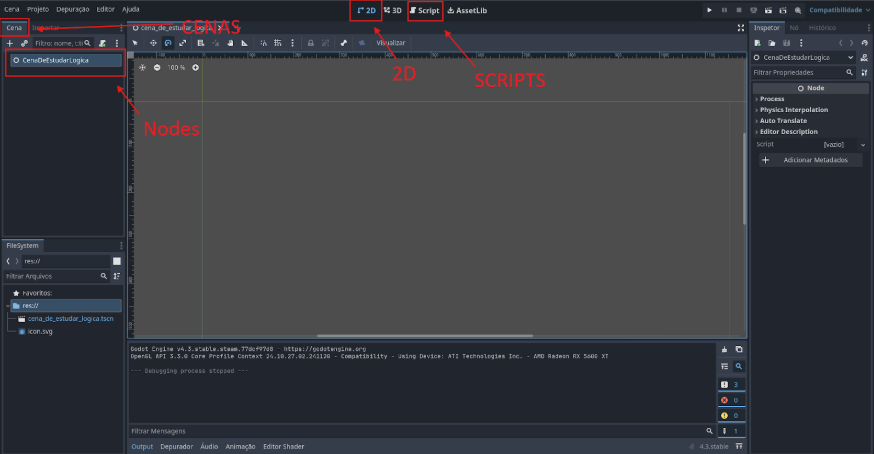 Cena Projeto Depuração Editor Ajuda
2D 3D Script AssetLib
Compatibilidade
Cena Importar
cena_de_estudar_logica
CENAS
Filtro: nome, t:ti
Visualizar
CenaDeEstudarLogica
100 %
2D
SCRIPTS
Nodes
Inspetor Nó Histórico
CenaDeEstudarLogica
Filtrar Propriedades
Node
Process
Physics Interpolation
Auto Translate
Editor Description
Script [vazio]
Adicionar Metadados
FileSystem
res://
Filtrar Arquivos
Favoritos:
res://
cena_de_estudar_logica.tscn
icon.svg
Godot Engine v4.3.stable.steam.77dcf97d8 - https://godotengine.org
OpenGL API 3.3.0 Core Profile Context 24.10.27.02.241120 - Compatibility - Using Device: ATI Technologies Inc. - AMD Radeon RX 5600 XT
--- Debugging process stopped ---
3
0
0
1
Filtrar Mensagens
Output Depurador Áudio Animação Editor Shader
4.3.stable